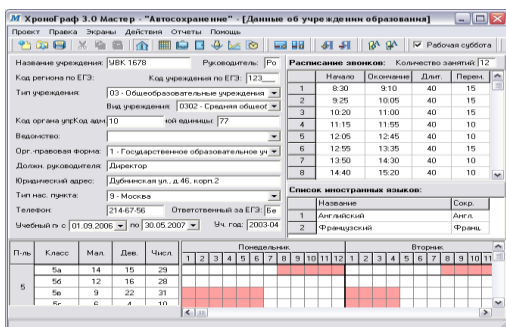 ХроноГраф 3.0 Мастер - "Автосохранение" - [Данные об учреждении образования]
Проект Правка Экраны Действия Отчеты Помощь
Рабочая суббота
Название учреждения: УВК 1678 Руководитель: Ро
Код региона по ЕГЭ: Код учреждения по ЕГЭ: 123__
Тип учреждения: 03 - Общеобразовательные учреждения
Вид учреждения: 0302 - Средняя общеоб
Код органа упр Код адм 10 ной единицы: 77
Ведомство:
Орг.-правовая форма: 1 - Государственное образовательное уч
Должн. руководителя: Директор
Юридический адрес: Дубнинская ул., д.46, корп.2
Тип нас. пункта: 9 - Москва
Телефон: 214-67-56 Ответственный за ЕГЭ: Бе
Учебный п с 01.09.2006 по 30.05.2007 Уч. год: 2003-04
Расписание звонков: Количество занятий: 12
Начало Окончание Длит. Перем.
1 8:30 9:10 40 15
2 9:25 10:05 40 15
3 10:20 11:00 40 15
4 11:15 11:55 40 10
5 12:05 12:45 40 10
6 12:55 13:35 40 15
7 13:50 14:30 40 10
8 14:40 15:20 40 10
Список иностранных языков:
Название Сокр.
1 Английский Англ.
2 Французский Франц.
П-ль Класс Мал. Дев. Числ. Понедельник Вторник
1 2 3 4 5 6 7 8 9 10 11 12 1 2 3 4 5 6 7 8 9 10 11
5
5а 14 15 29
5б 12 16 28
5в 9 22 31
5г 6 4 10